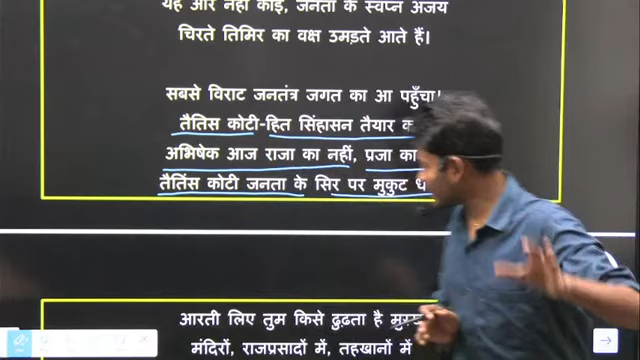 यह और नहीं कोई, जनता के स्वप्न अजय
चिरते तिमिर का वक्ष उमड़ते आते हैं।
सबसे विराट जनतंत्र जगत का आ पहुँचा।
तैतिस कोटी-हित सिंहासन तैयार
अभिषेक आज राजा का नहीं, प्रजा का
तैतिंस कोटी जनता के सिर पर मुकुट
आरती लिए तुम किसे ढुढ़ता है
मंदिरों, राजप्रसादों में, तहखानों में